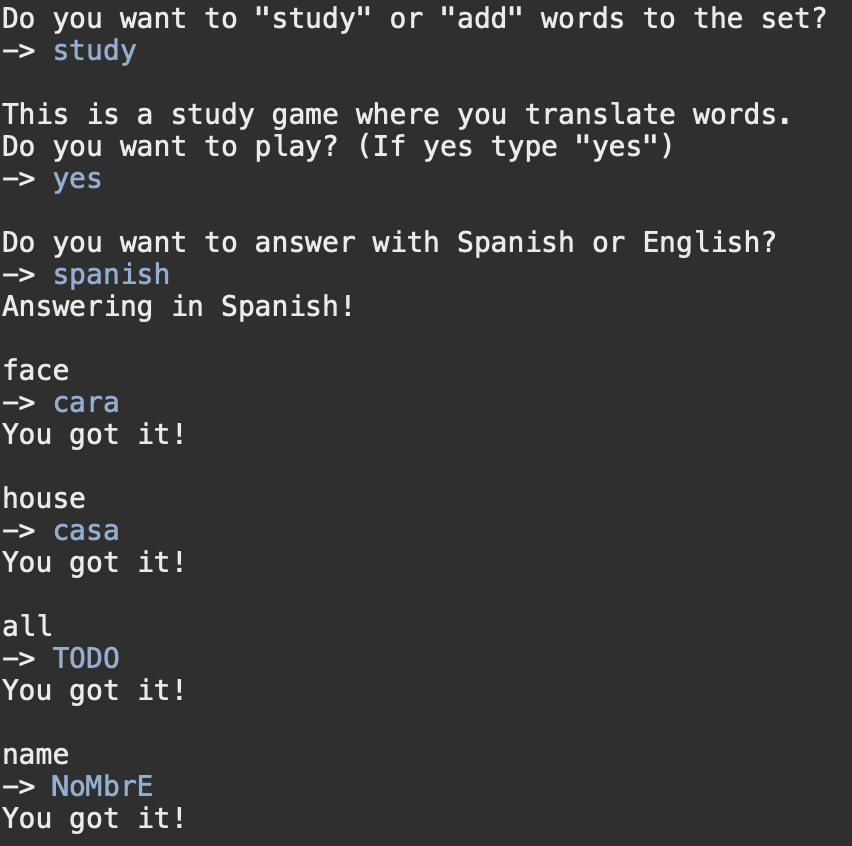 Do you want to "study" or "add" words to the set?
—> study
This is a study game where you translate words.
Do you want to play? (If yes type "yes")
—> yes
Do you want to answer with Spanish or English?
—> spanish
Answering in Spanish!
face
—> cara
You got it!
house
—> casa
You got it!
all
—> TODO
You got it!
name
—> NoMbrE
You got it!